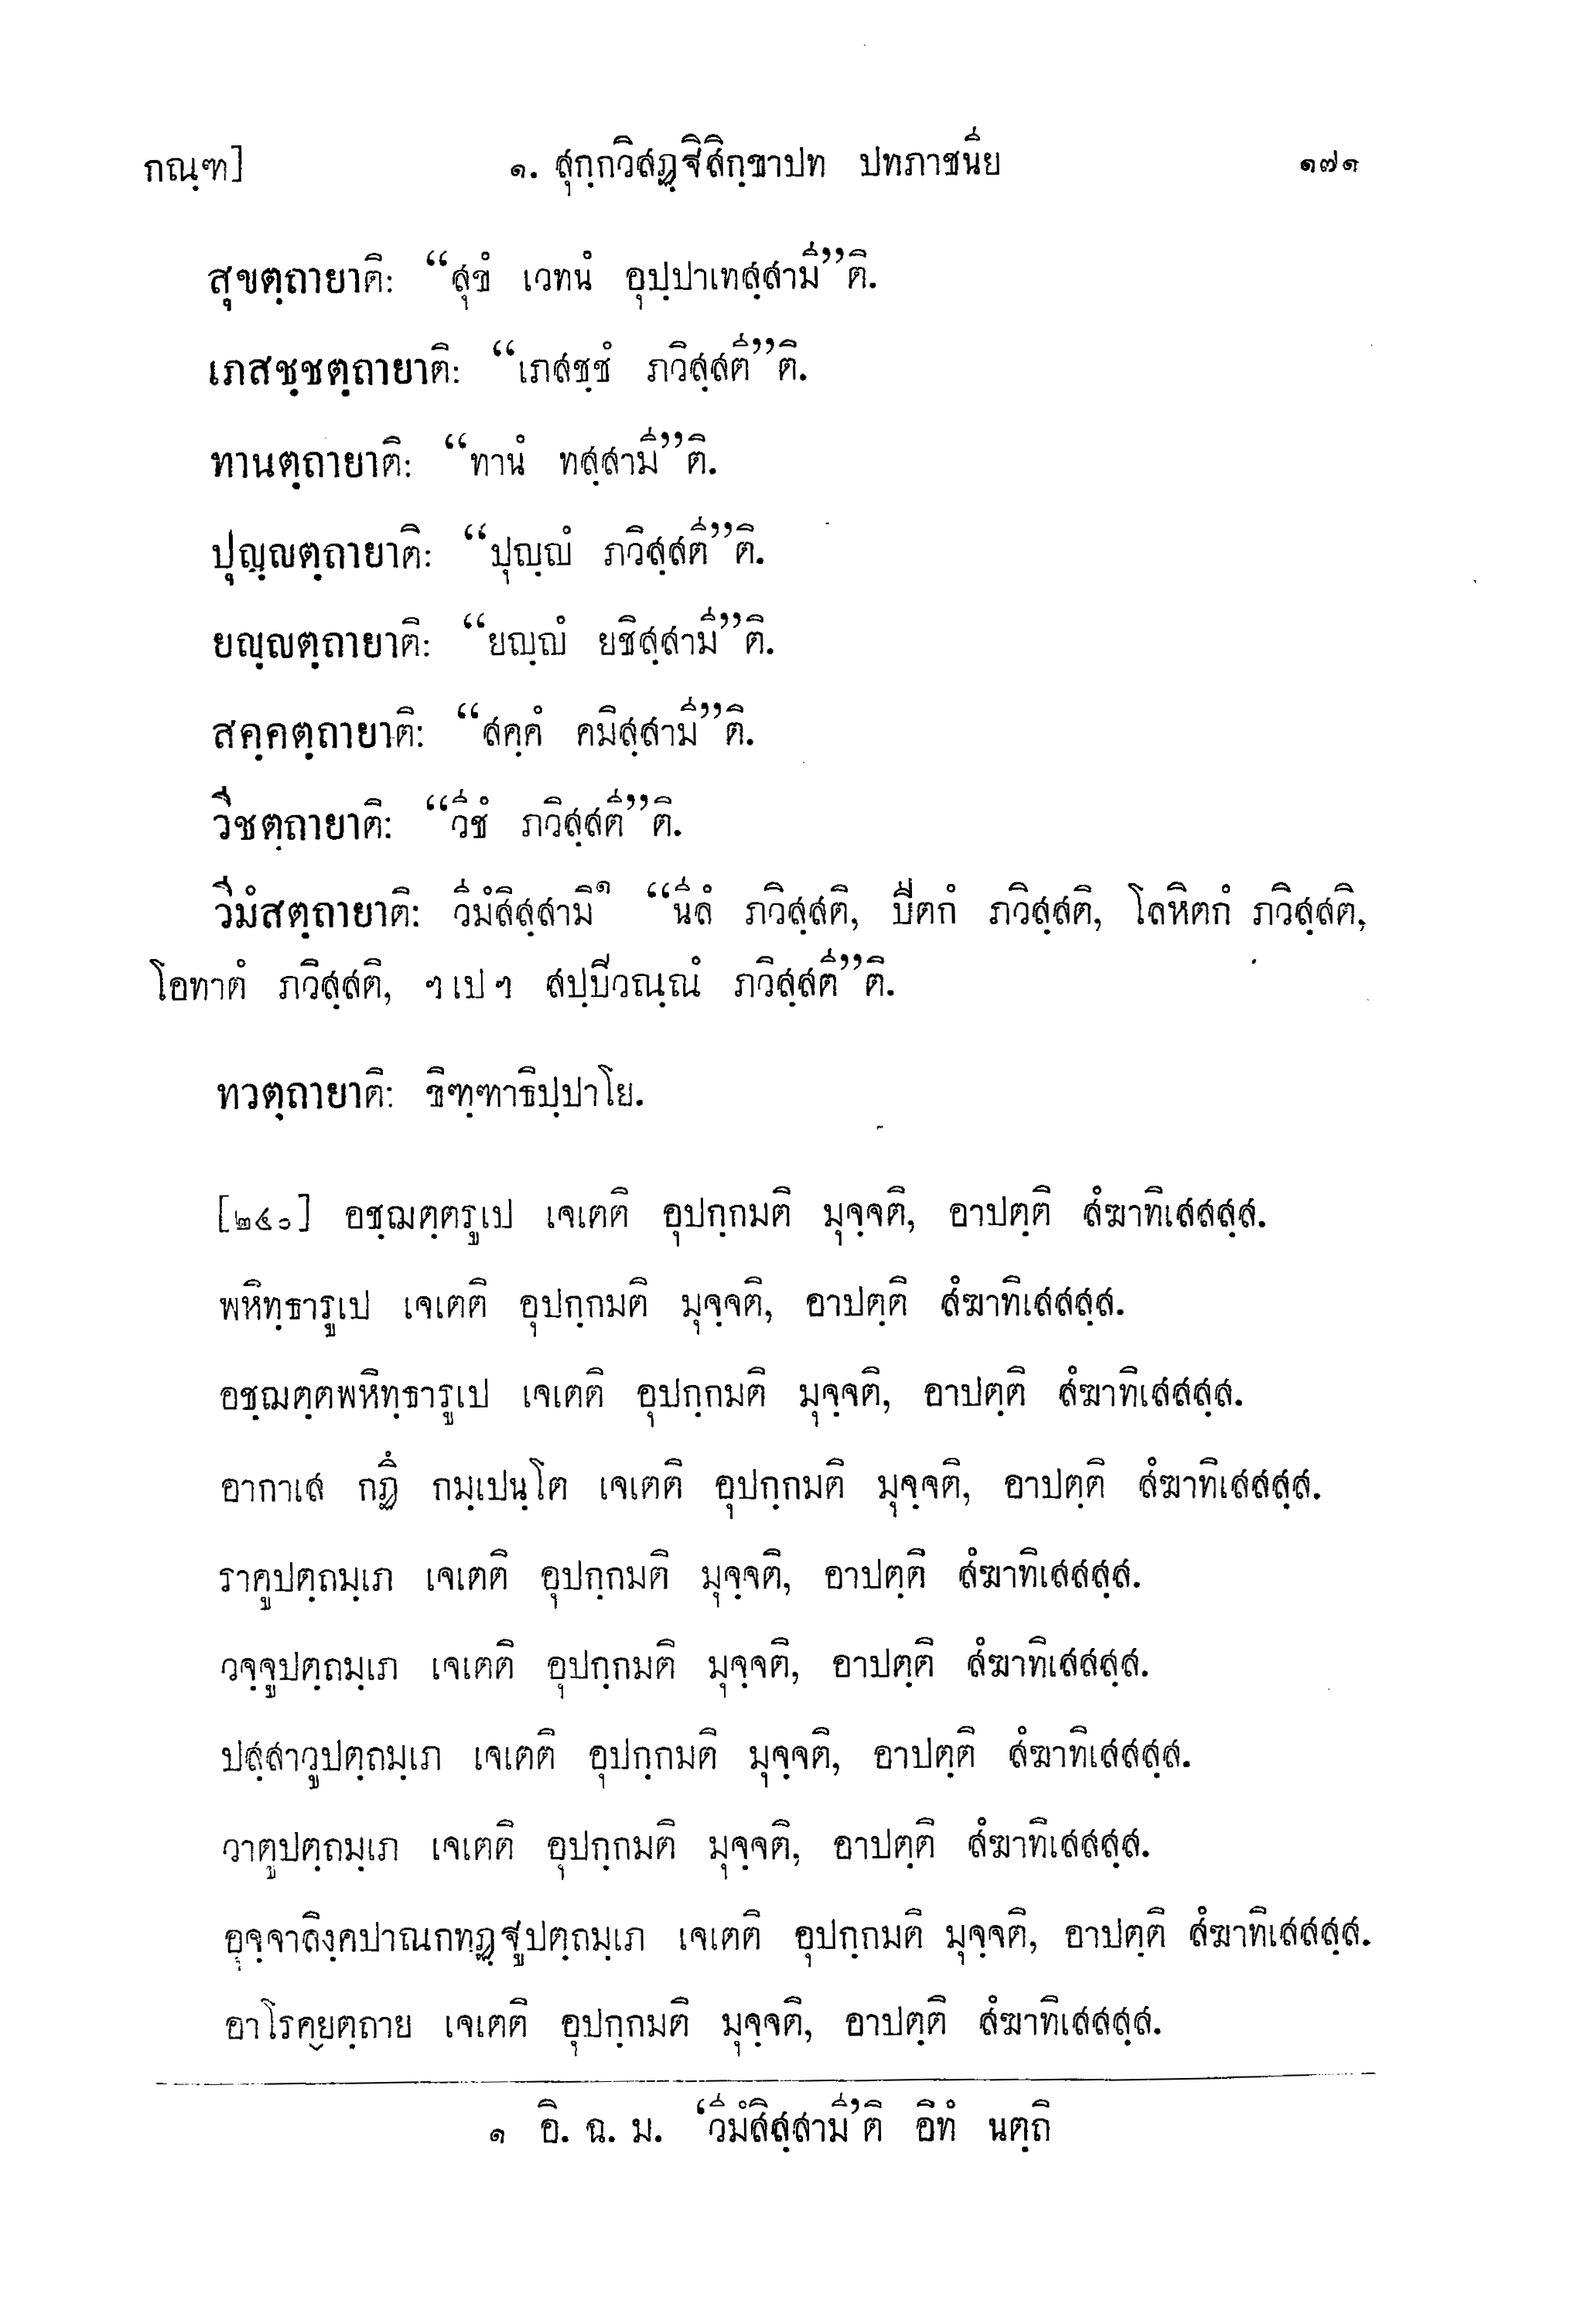 กณฺฑ] ๑. สุกฺกวิสฏฺฐิสิกฺขาปท ปทภาชนีย ๑๗๑
สุขตฺถายาติ: “สุขํ เวทนํ อุปฺปาเทสฺสามี”ติ.
เภสชฺชตฺถายาติ: “เภสชฺชํ ภวิสฺสตี”ติ.
ทานตฺถายาติ: “ทานํ ทสฺสามี”ติ.
ปุญฺญตฺถายาติ: “ปุญฺญํ ภวิสฺสตี”ติ.
ยญฺญตฺถายาติ: “ยญฺญํ ยชิสฺสามี”ติ.
สคฺคตฺถายาติ: “สคฺคํ คมิสฺสามี”ติ.
วีชตฺถายาติ: “วีชํ ภวิสฺสตี”ติ.
วีมํสตฺถายาติ: วีมํสิสฺสามิ๑ “นีลํ ภวิสฺสติ, ปีตกํ ภวิสฺสติ, โลหิตกํ ภวิสฺสติ,
โอทาตํ ภวิสฺสติ, ฯ เป ฯ สปฺปีวณฺณํ ภวิสฺสตี”ติ.
ทวตฺถายาติ: ขิฑฺฑาธิปฺปาโย.
[๒๔๐] อชฺฌตฺตรูเป เจเตติ อุปกฺกมติ มุจฺจติ, อาปตฺติ สํฆาทิเสสสฺส.
พหิทฺธารูเป เจเตติ อุปกฺกมติ มุจฺจติ, อาปตฺติ สํฆาทิเสสสฺส.
อชฺฌตฺตพหิทฺธารูเป เจเตติ อุปกฺกมติ มุจฺจติ, อาปตฺติ สํฆาทิเสสสฺส.
อากาเส กฏึ กมฺเปนฺโต เจเตติ อุปกฺกมติ มุจฺจติ, อาปตฺติ สํฆาทิเสสสฺส.
ราคูปตฺถมฺเภ เจเตติ อุปกฺกมติ มุจฺจติ, อาปตฺติ สํฆาทิเสสสฺส.
วจฺจูปตฺถมฺเภ เจเตติ อุปกฺกมติ มุจฺจติ, อาปตฺติ สํฆาทิเสสสฺส.
ปสฺสาวูปตฺถมฺเภ เจเตติ อุปกฺกมติ มุจฺจติ, อาปตฺติ สํฆาทิเสสสฺส.
วาตูปตฺถมฺเภ เจเตติ อุปกฺกมติ มุจฺจติ, อาปตฺติ สํฆาทิเสสสฺส.
อุจฺจาลิงฺคปาณกทฏฺฐูปตฺถมฺเภ เจเตติ อุปกฺกมติ มุจฺจติ, อาปตฺติ สํฆาทิเสสสฺส.
อาโรคฺยตฺถาย เจเตติ อุปกฺกมติ มุจฺจติ, อาปตฺติ สํฆาทิเสสสฺส.
๑ อิ. ฉ. ม. ‘วีมํสิสฺสามี’ติ อิทํ นตฺถิ